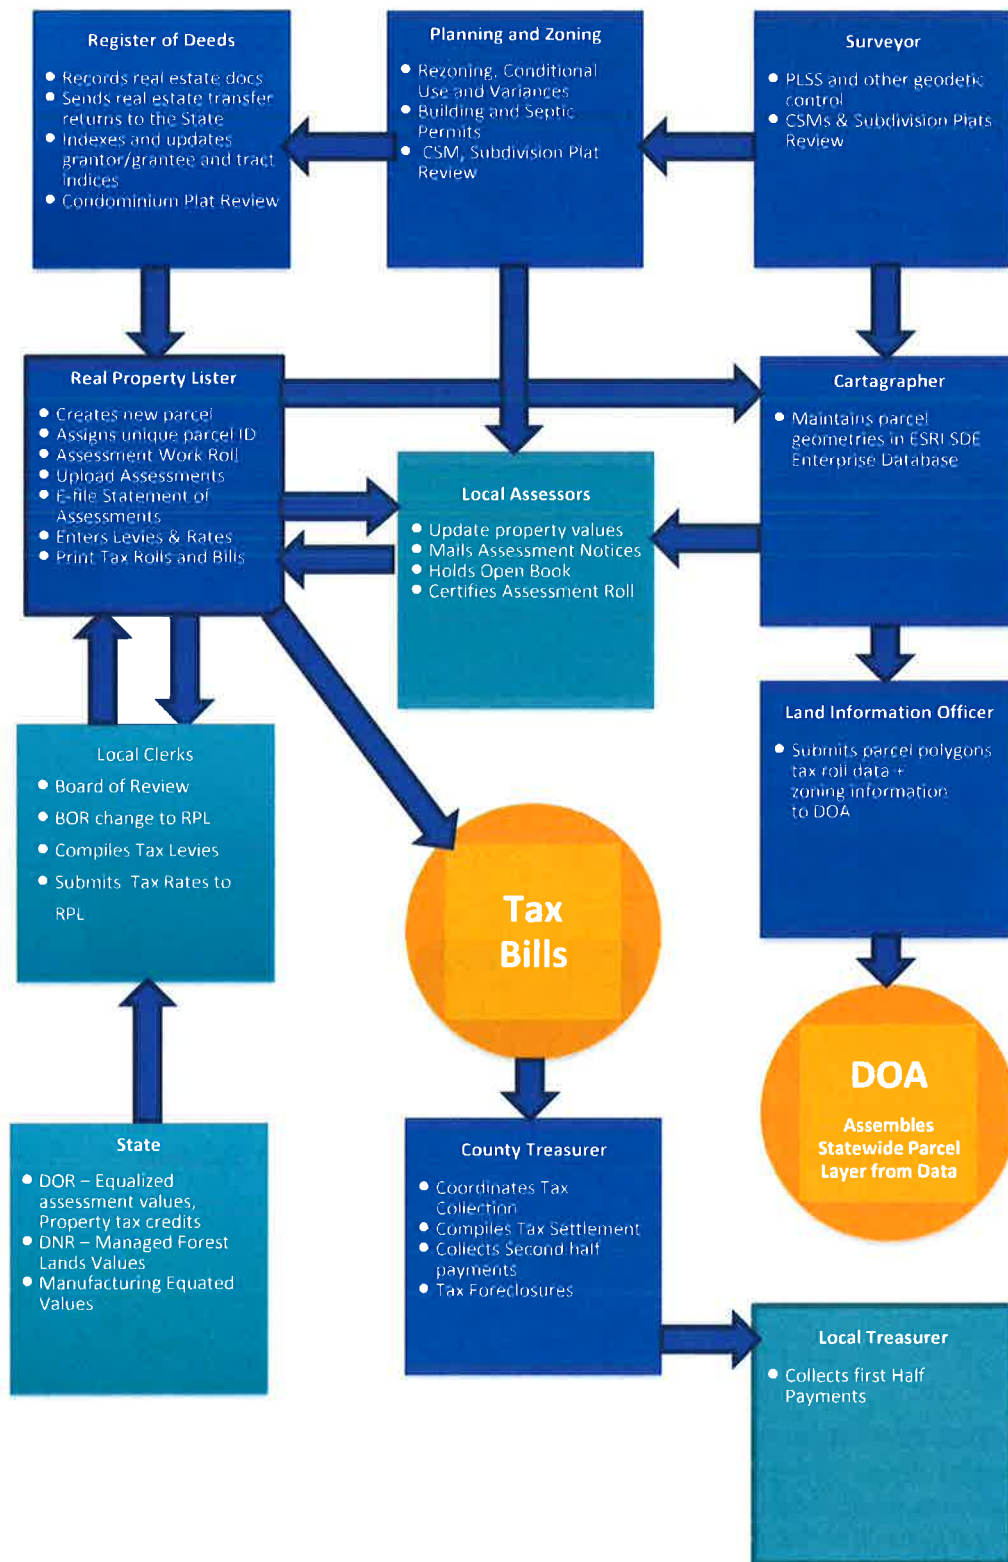 Register of Deeds
● Records real estate docs
● Sends real estate transfer
returns to the State
● Indexes and updates
grantor/grantee and tract
indices
● Condominium Plat Review
Planning and Zoning
● Rezoning, Conditional
Use and Variances
● Building and Septic
Permits
● CSM, Subdivision Plat
Review
Surveyor
● PLSS and other geodetic
control
● CSMs & Subdivision Plats
Review
Real Property Lister
● Creates new parcel
● Assigns unique parcel ID
● Assessment Work Roll
● Upload Assessments
● E-file Statement of
Assessments
● Enters Levies & Rates
● Print Tax Rolls and Bills
Local Assessors
● Update property values
● Mails Assessment Notices
● Holds Open Book
● Certifies Assessment Roll
Cartagrapher
● Maintains parcel
geometries in ESRI SDE
Enterprise Database
Land Information Officer
● Submits parcel polygons
tax roll data +
zoning information
to DOA
Local Clerks
● Board of Review
● BOR change to RPL
● Compiles Tax Levies
● Submits Tax Rates to
RPL
Tax
Bills
DOA
Assembles
Statewide Parcel
Layer from Data
State
● DOR – Equalized
assessment values,
Property tax credits
● DNR – Managed Forest
Lands Values
● Manufacturing Equated
Values
County Treasurer
● Coordinates Tax
Collection
● Compiles Tax Settlement
● Collects Second half
payments
● Tax Foreclosures
Local Treasurer
● Collects first Half
Payments